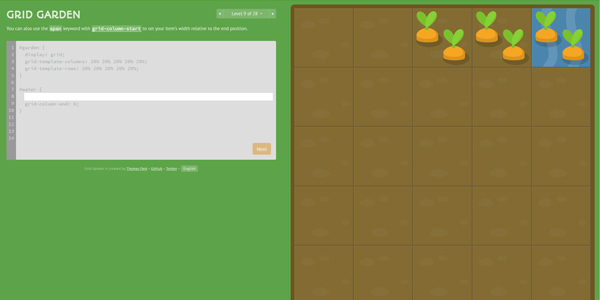 GRID GARDEN
◂ Level 9 of 28 ▸
You can also use the span keyword with grid-column-start to set your item's width relative to the end position.
1 #garden {
2 display: grid;
3 grid-template-columns: 20% 20% 20% 20% 20%;
4 grid-template-rows: 20% 20% 20% 20% 20%;
5 }
6
7 #water {
8
9 grid-column-end: 6;
10 }
11
12
13
14
Next
Grid Garden is created by Thomas Park • GitHub • Twitter • English